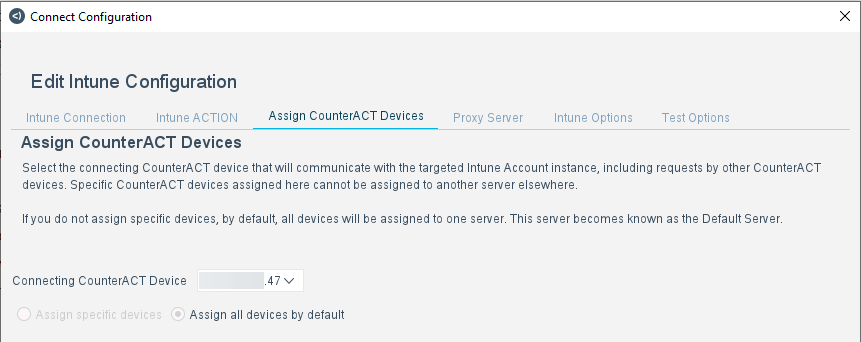 Connect Configuration
Edit Intune Configuration
Intune Connection Intune ACTION Assign CounterACT Devices Proxy Server Intune Options Test Options
Assign CounterACT Devices
Select the connecting CounterACT device that will communicate with the targeted Intune Account instance, including requests by other CounterACT
devices. Specific CounterACT devices assigned here cannot be assigned to another server elsewhere.
If you do not assign specific devices, by default, all devices will be assigned to one server. This server becomes known as the Default Server.
Connecting CounterACT Device .47
Assign specific devices Assign all devices by default